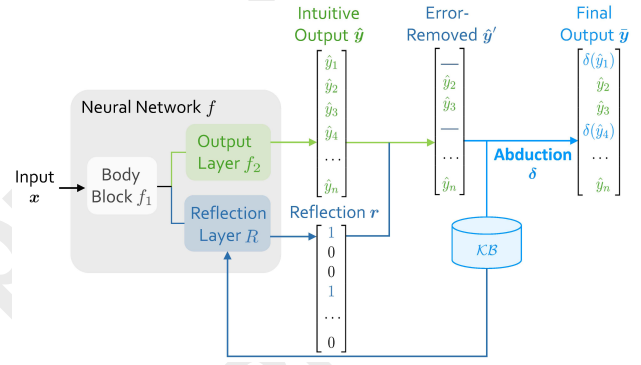 Intuitive
Output ŷ
Error-
Removed ŷ′
Final
Output ȳ
ŷ₁
ŷ₂
ŷ₃
ŷ₄
...
ŷₙ
—
ŷ₂
ŷ₃
—
...
ŷₙ
δ(ŷ₁)
ŷ₂
ŷ₃
δ(ŷ₄)
...
ŷₙ
Neural Network f
Output
Layer f₂
Input
x
Body
Block f₁
Reflection
Layer R
Reflection r
1
0
0
1
...
0
Abduction
δ
KB